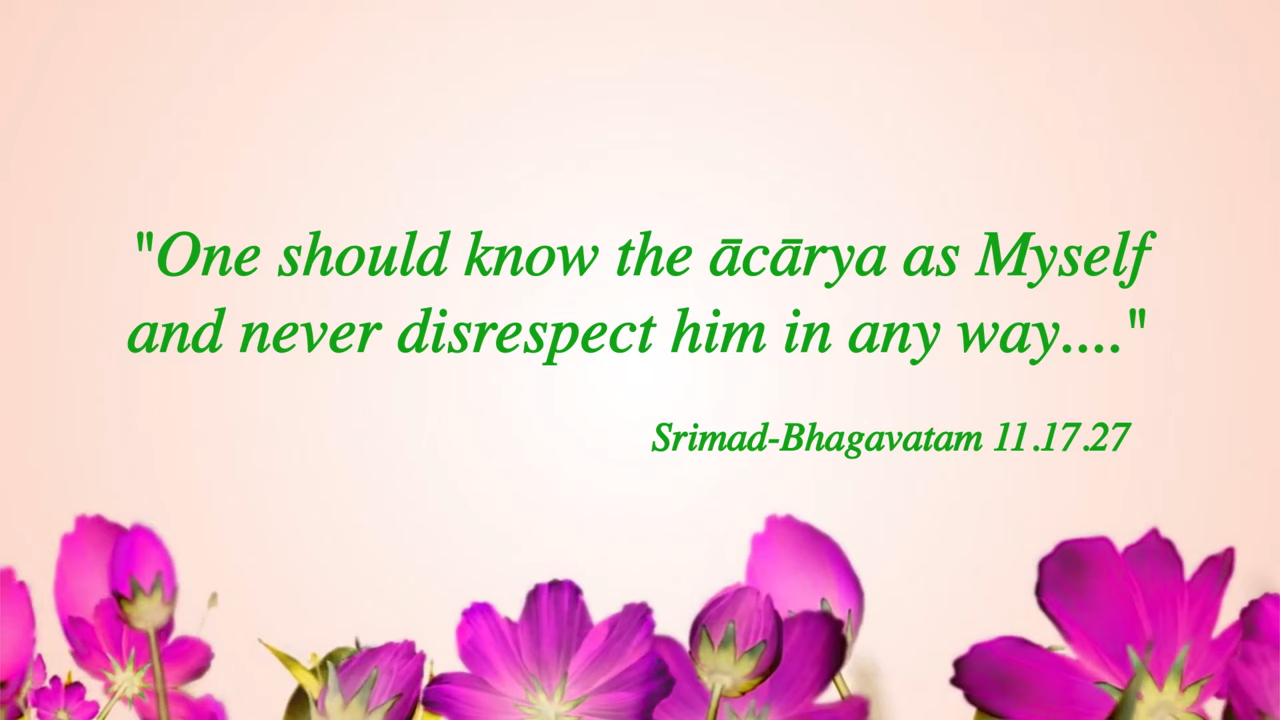 "One should know the ācārya as Myself
and never disrespect him in any way...."
Srimad-Bhagavatam 11.17.27